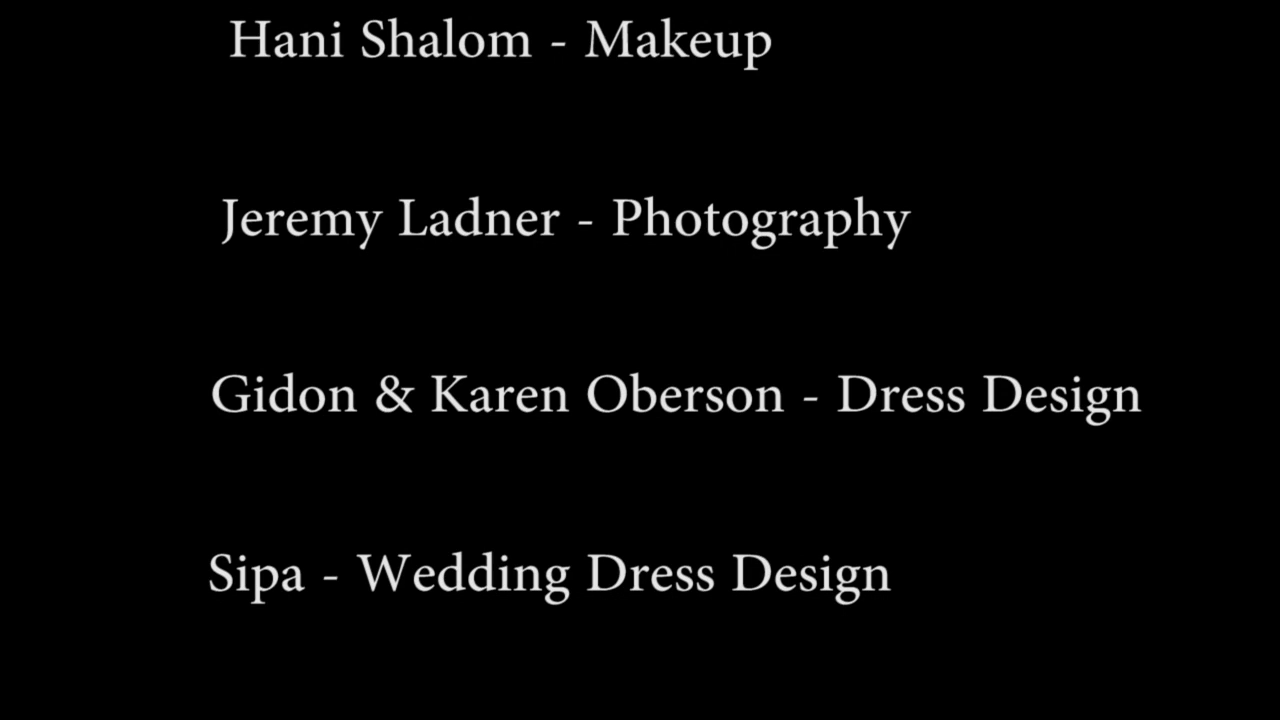 Hani Shalom - Makeup
Jeremy Ladner - Photography
Gidon & Karen Oberson - Dress Design
Sipa - Wedding Dress Design